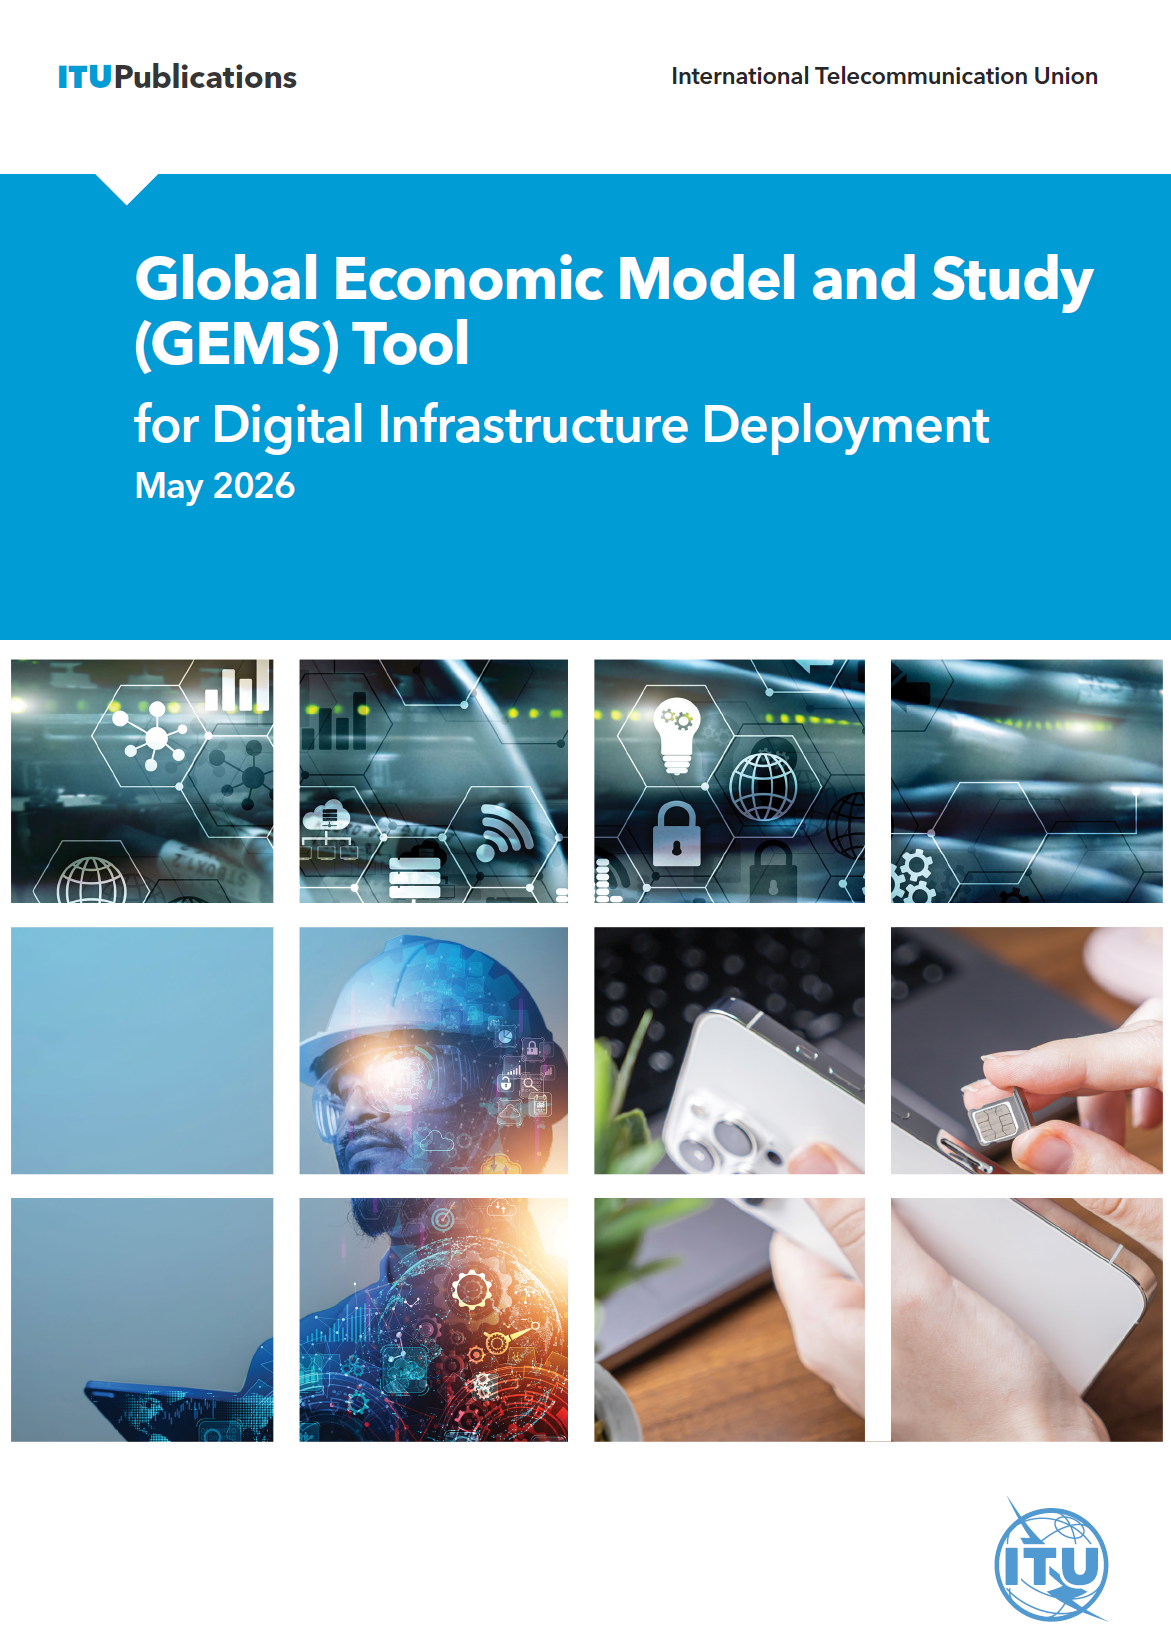 ITUPublications
International Telecommunication Union
Global Economic Model and Study
(GEMS) Tool
for Digital Infrastructure Deployment
May 2026
ITU